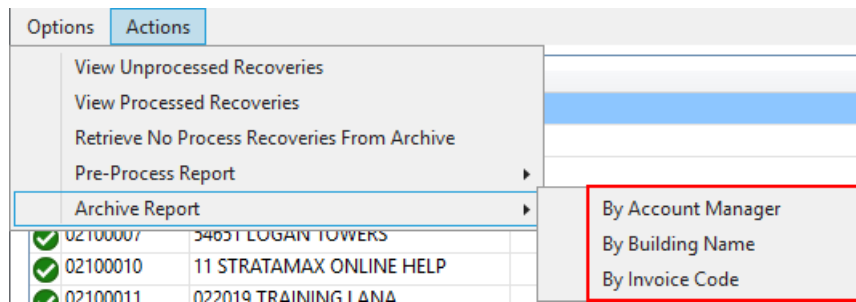 Options Actions
View Unprocessed Recoveries
View Processed Recoveries
Retrieve No Process Recoveries From Archive
Pre-Process Report
Archive Report
By Account Manager
02100007 54651 LOGAN TOWERS
By Building Name
02100010 11 STRATAMAX ONLINE HELP
By Invoice Code
02100011 022019 TRAINING LANA